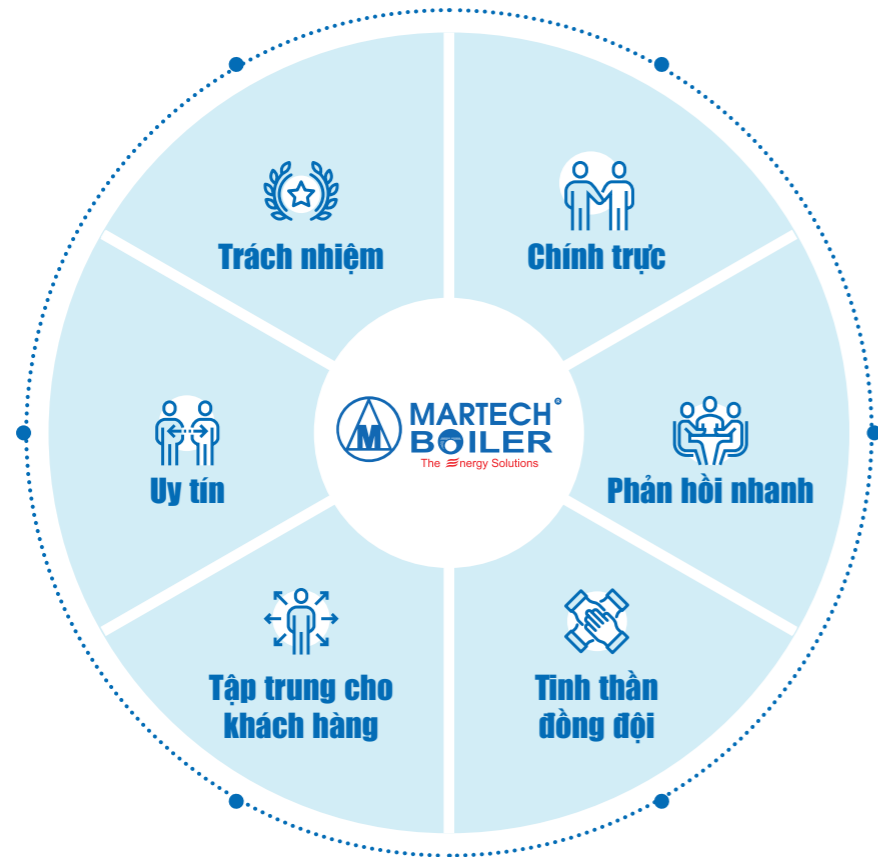 Trách nhiệm
Chính trực
MARTECH®
BOILER
The Energy Solutions
Uy tín
Phản hồi nhanh
Tập trung cho
khách hàng
Tinh thần
đồng đội